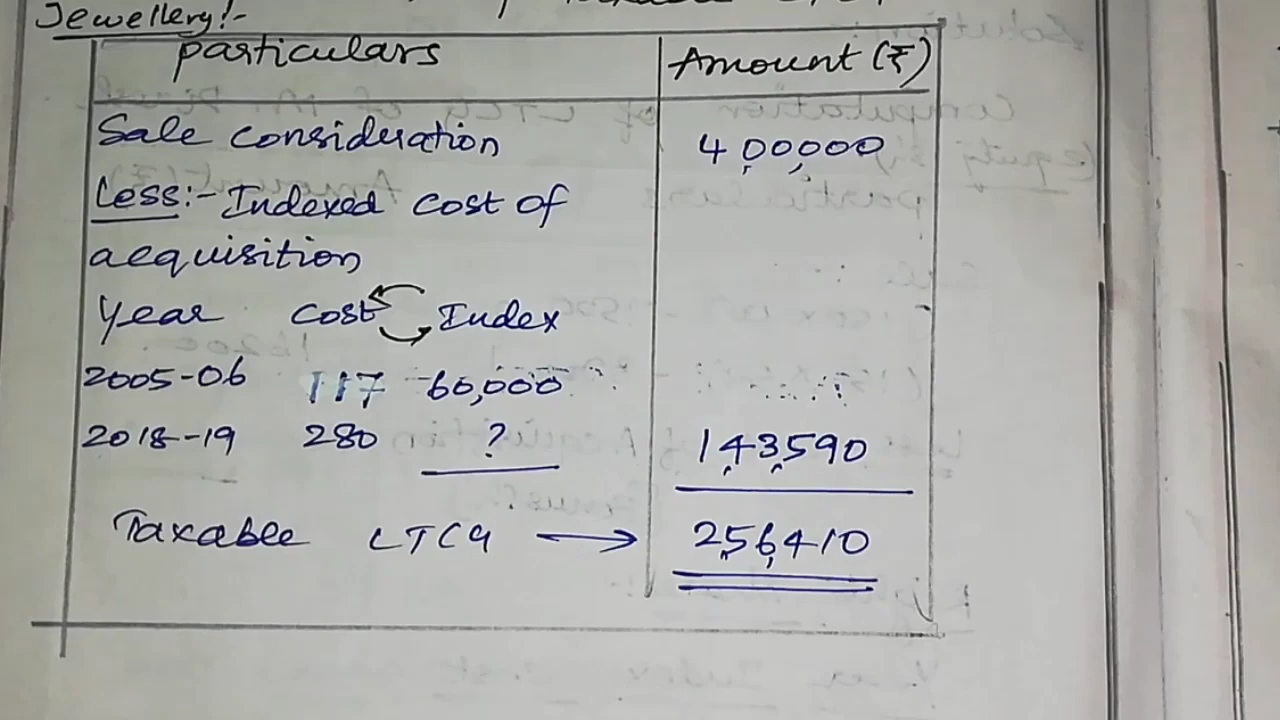 Jewellery:-
Particulars Amount (₹)
Sale consideration 4,00,000
Less:- Indexed cost of
acquisition
Year Cost Index
2005-06 117 60,000
2018-19 280 ? 1,43,590
Taxable LTCG → 2,56,410